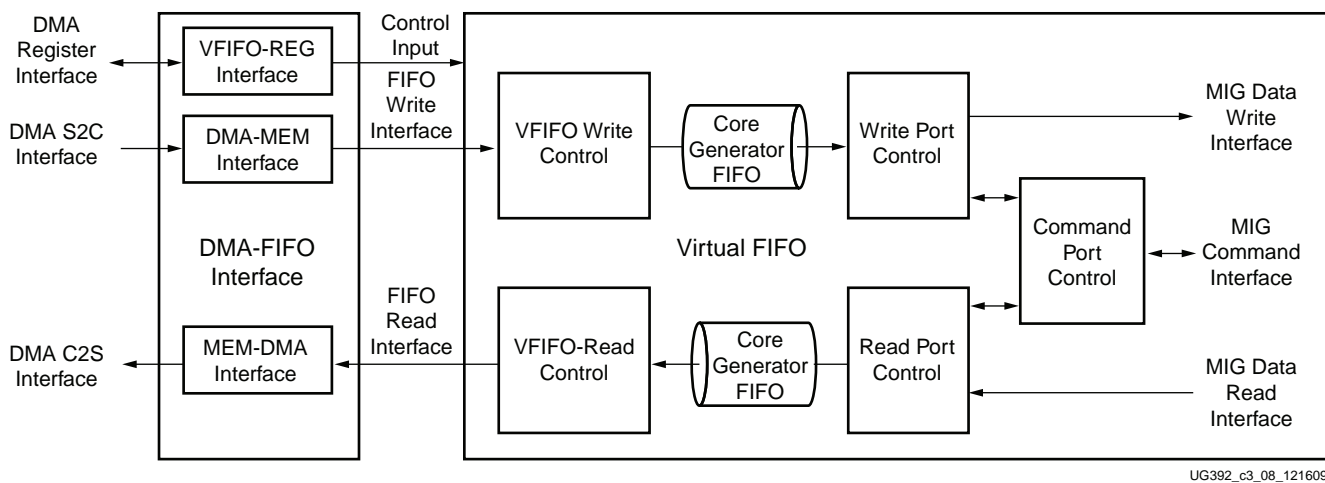 DMA
Register
Interface
VFIFO-REG
Interface
Control
Input
FIFO
Write
Interface
DMA S2C
Interface
DMA-MEM
Interface
VFIFO Write
Control
Core
Generator
FIFO
Write Port
Control
MIG Data
Write
Interface
DMA-FIFO
Interface
Virtual FIFO
Command
Port
Control
MIG
Command
Interface
FIFO
Read
Interface
DMA C2S
Interface
MEM-DMA
Interface
VFIFO-Read
Control
Core
Generator
FIFO
Read Port
Control
MIG Data
Read
Interface
UG392_c3_08_121609